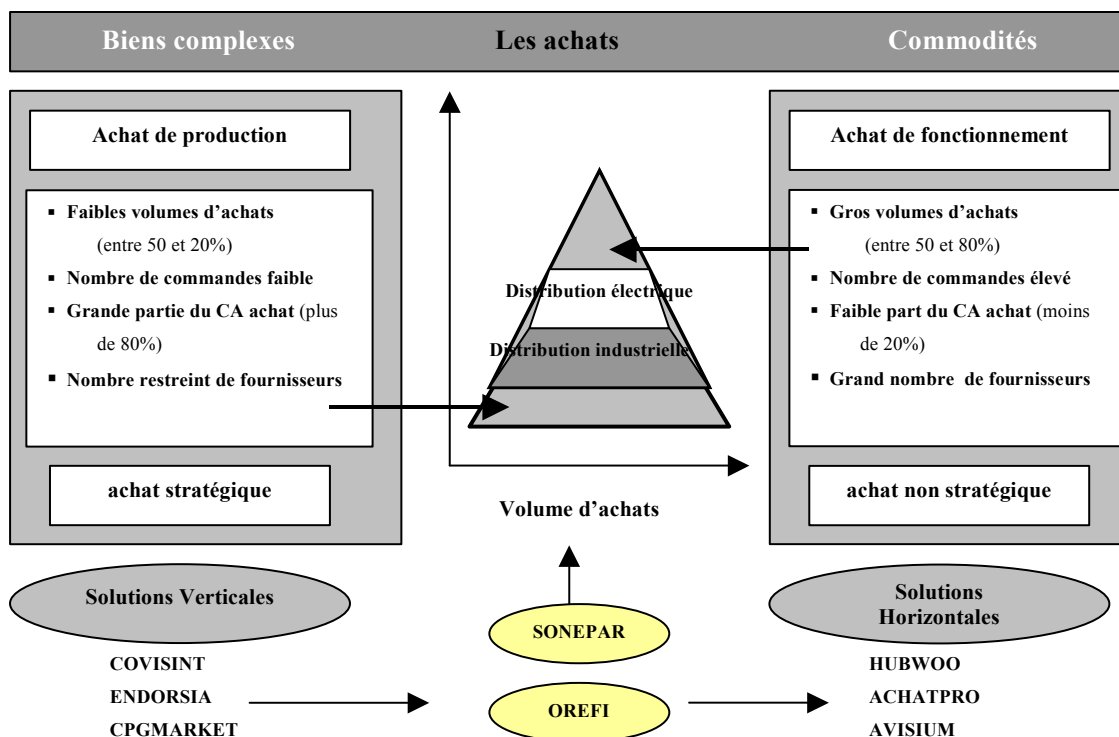 Biens complexes
Les achats
Commodités
Achat de production
▪ Faibles volumes d’achats
(entre 50 et 20%)
▪ Nombre de commandes faible
▪ Grande partie du CA achat (plus
de 80%)
▪ Nombre restreint de fournisseurs
achat stratégique
Distribution électrique
Distribution industrielle
Volume d’achats
Achat de fonctionnement
▪ Gros volumes d’achats
(entre 50 et 80%)
▪ Nombre de commandes élevé
▪ Faible part du CA achat (moins
de 20%)
▪ Grand nombre de fournisseurs
achat non stratégique
Solutions Verticales
COVISINT
ENDORSIA
CPGMARKET
SONEPAR
OREFI
Solutions
Horizontales
HUBWOO
ACHATPRO
AVISIUM